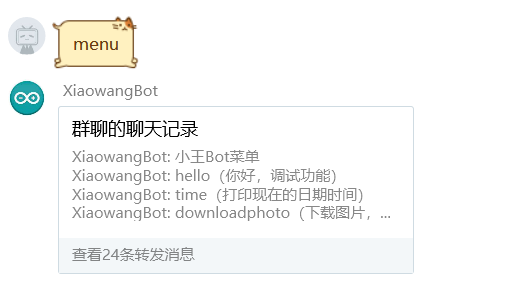 menu
XiaowangBot
群聊的聊天记录
XiaowangBot: 小王Bot菜单
XiaowangBot: hello（你好，调试功能）
XiaowangBot: time（打印现在的日期时间）
XiaowangBot: downloadphoto（下载图片，...
查看24条转发消息